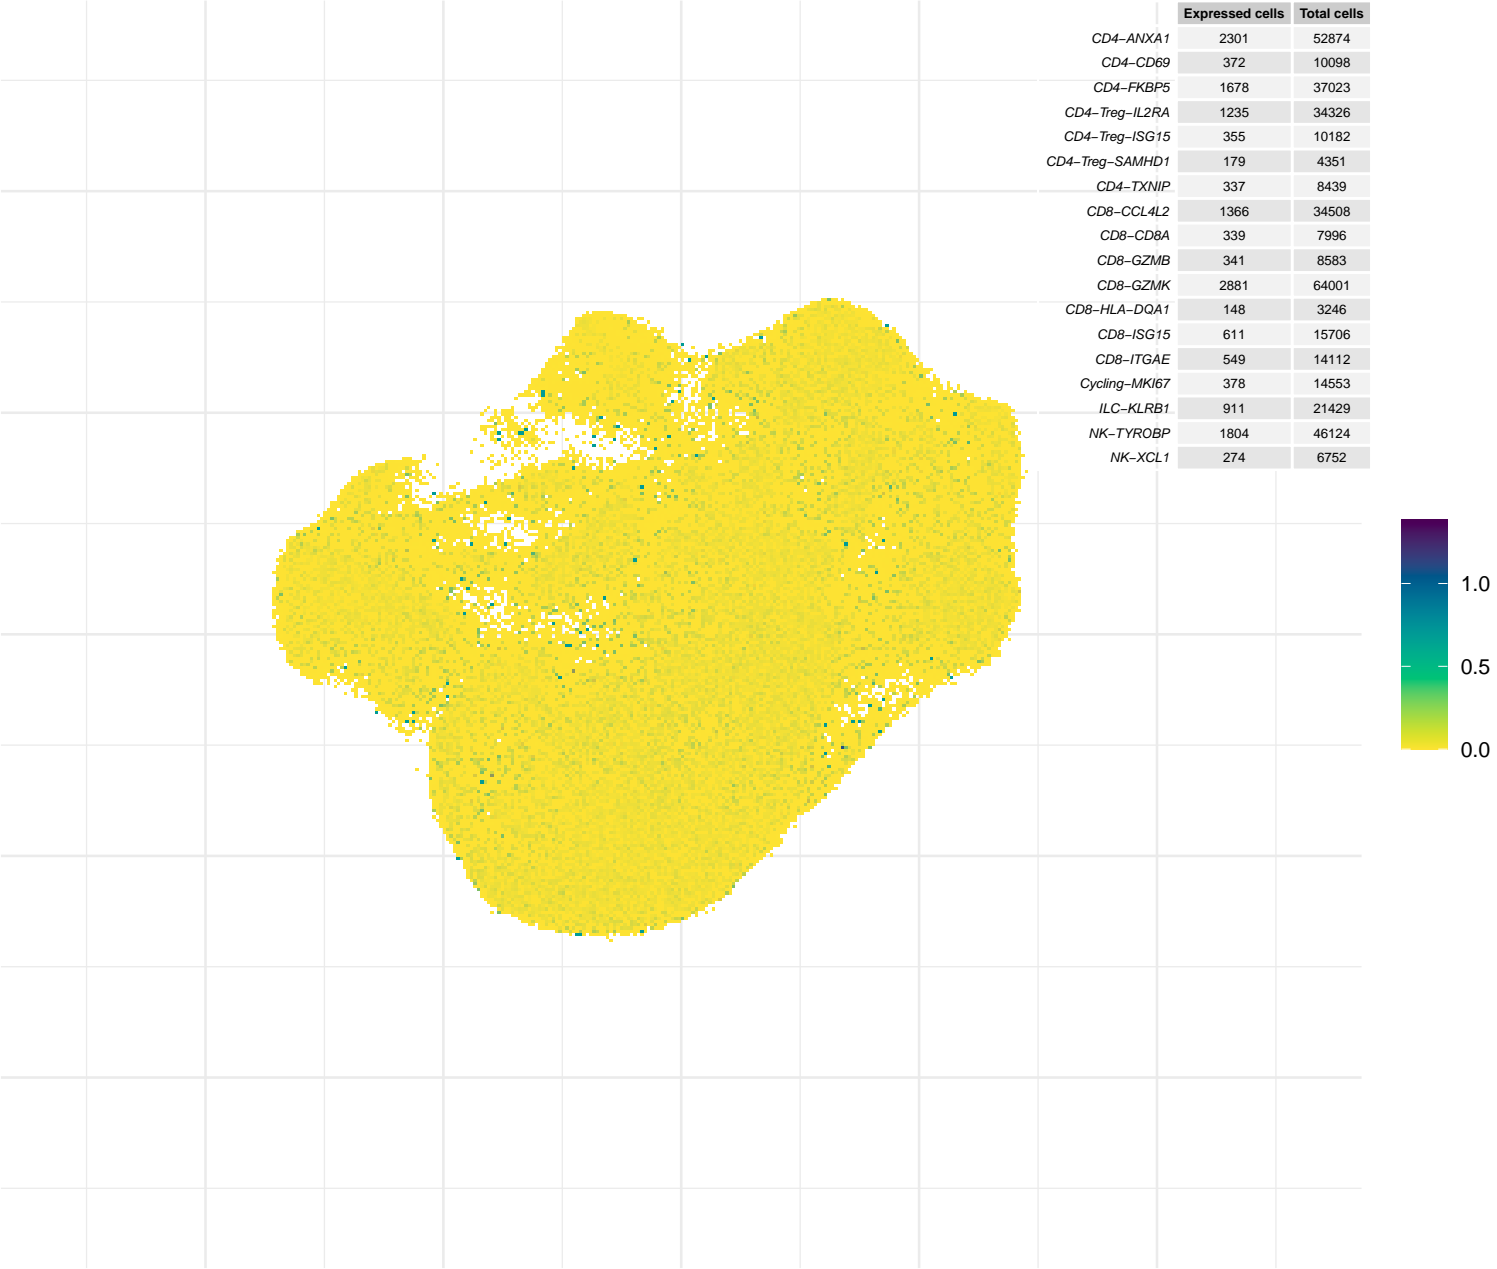 Expressed cells Total cells
CD4−ANXA1 2301 52874
CD4−CD69 372 10098
CD4−FKBP5 1678 37023
CD4−Treg−IL2RA 1235 34326
CD4−Treg−ISG15 355 10182
CD4−Treg−SAMHD1 179 4351
CD4−TXNIP 337 8439
CD8−CCL4L2 1366 34508
CD8−CD8A 339 7996
CD8−GZMB 341 8583
CD8−GZMK 2881 64001
CD8−HLA−DQA1 148 3246
CD8−ISG15 611 15706
CD8−ITGAE 549 14112
Cycling−MKI67 378 14553
ILC−KLRB1 911 21429
NK−TYROBP 1804 46124
NK−XCL1 274 6752
1.0
0.5
0.0